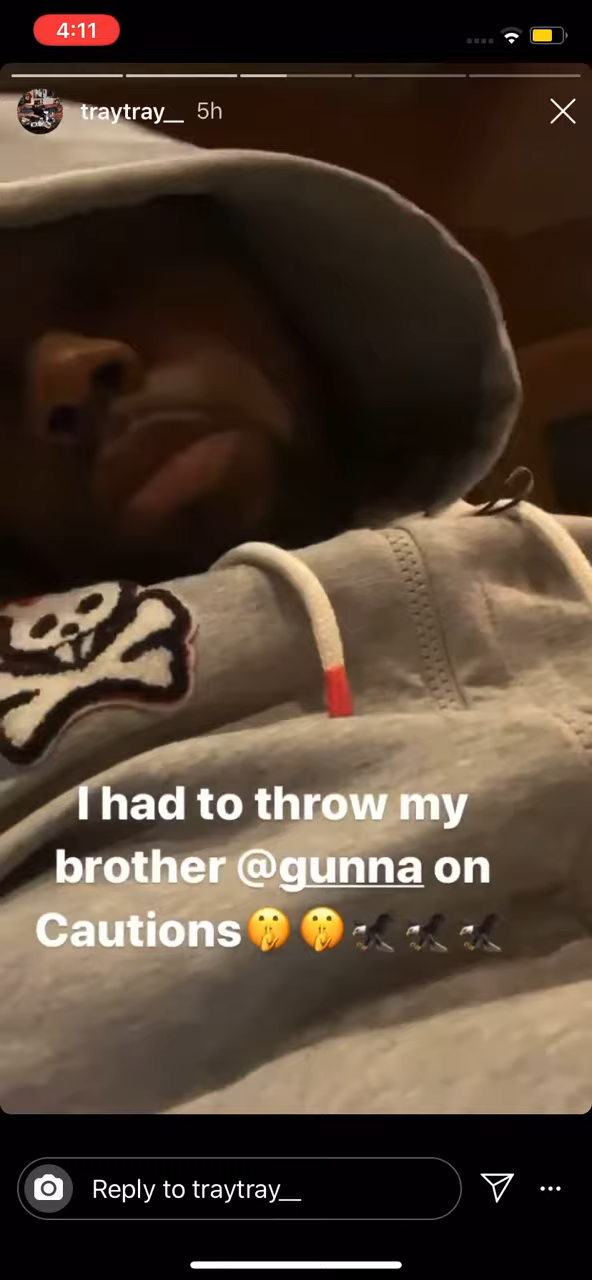 4:11
traytray__ 5h
I had to throw my
brother @gunna on
Cautions🤫🤫🦅🦅🦅
Reply to traytray__